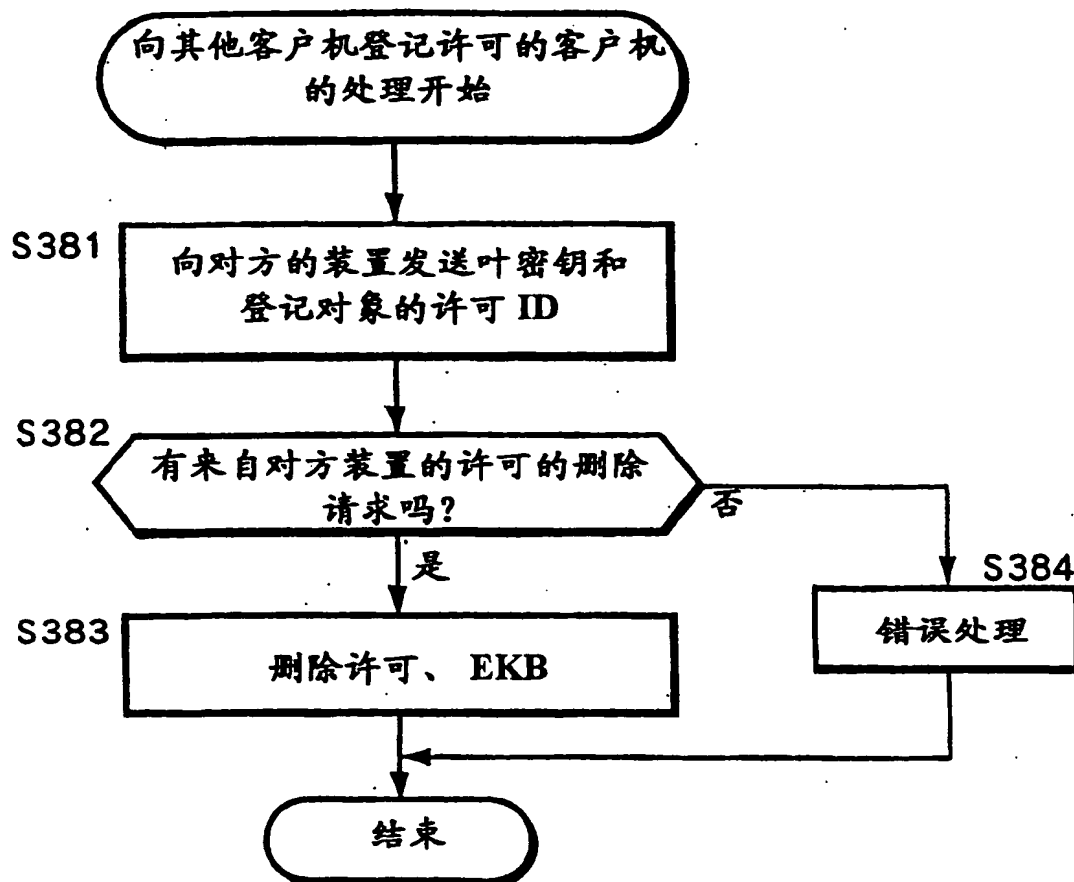 向其他客户机登记许可的客户机
的处理开始
S381
向对方的装置发送叶密钥和
登记对象的许可 ID
S382
有来自对方装置的许可的删除
请求吗?
否
是
S384
错误处理
S383
删除许可、 EKB
结束